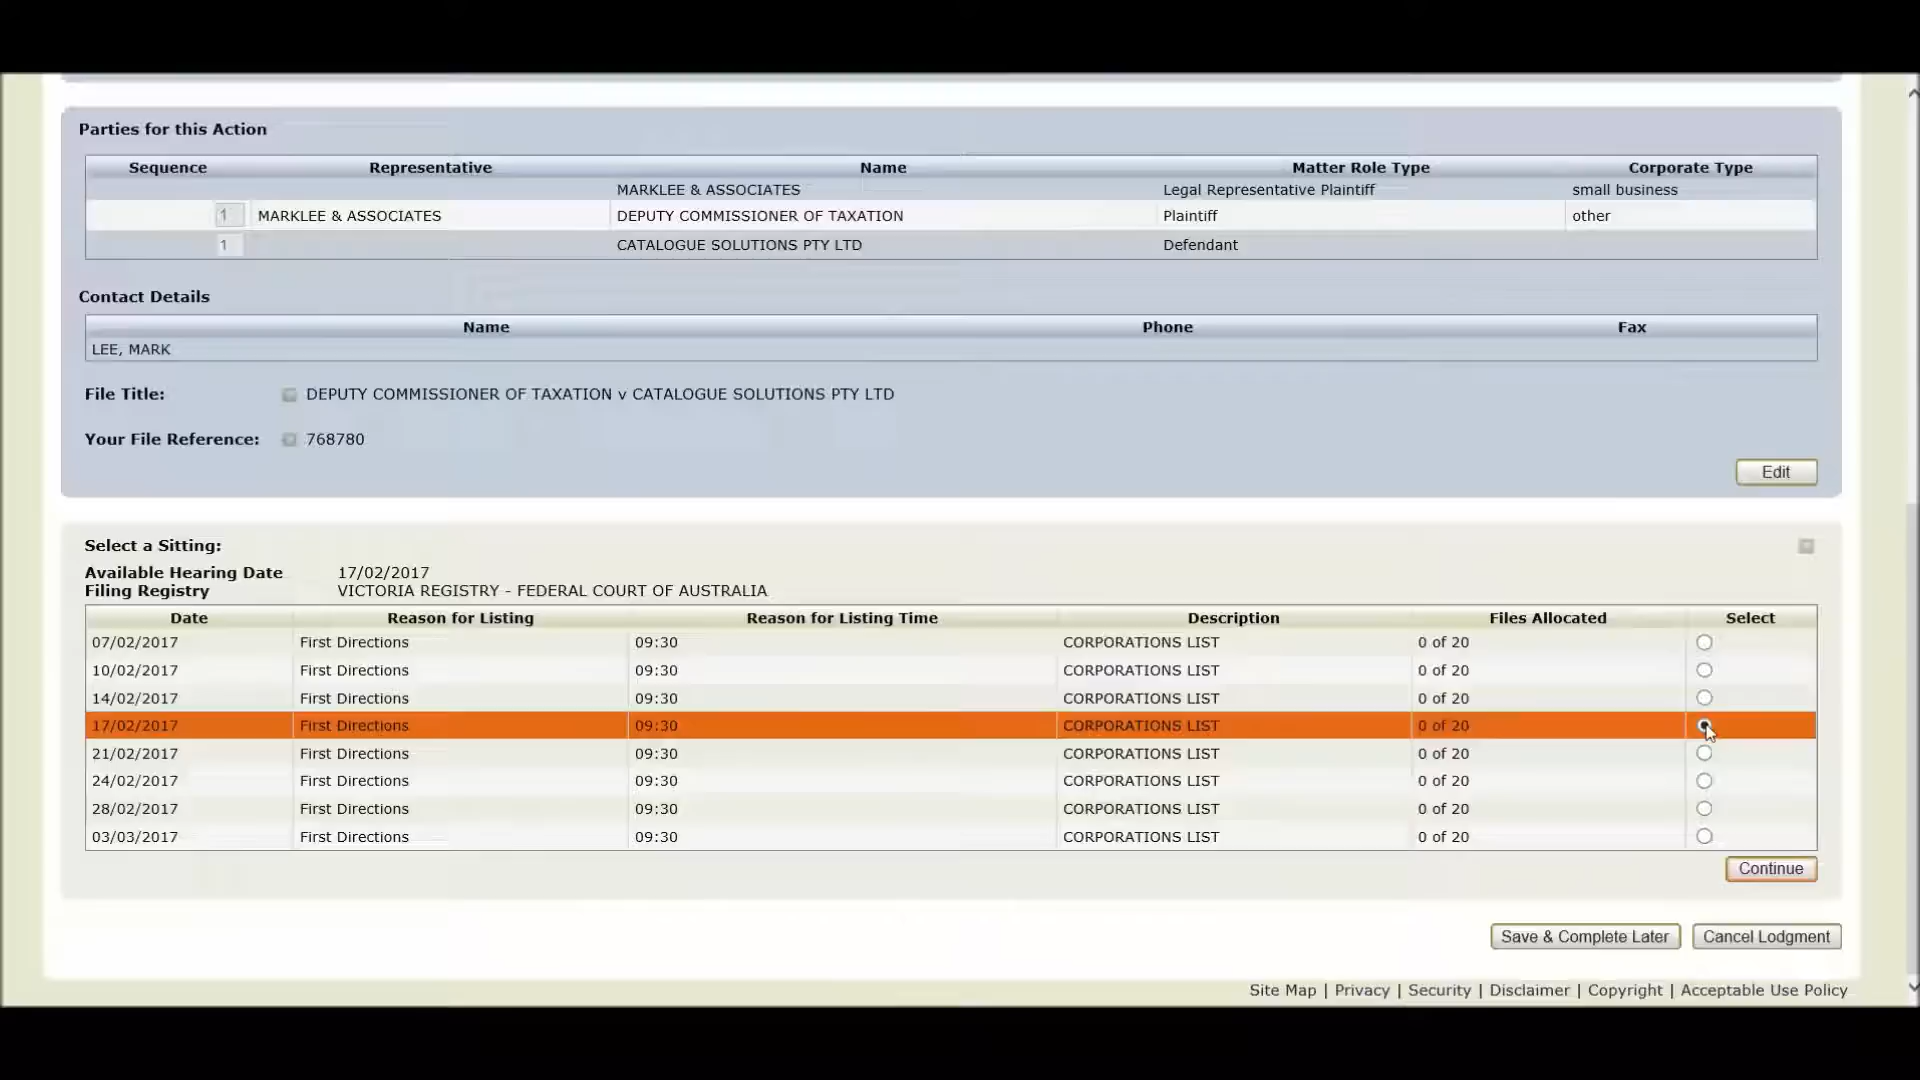 Parties for this Action
Sequence Representative Name Matter Role Type Corporate Type
MARKLEE & ASSOCIATES Legal Representative Plaintiff small business
1 MARKLEE & ASSOCIATES DEPUTY COMMISSIONER OF TAXATION Plaintiff other
1 CATALOGUE SOLUTIONS PTY LTD Defendant
Contact Details
Name Phone Fax
LEE, MARK
File Title: DEPUTY COMMISSIONER OF TAXATION v CATALOGUE SOLUTIONS PTY LTD
Your File Reference: 768780
Edit
Select a Sitting:
Available Hearing Date 17/02/2017
Filing Registry VICTORIA REGISTRY - FEDERAL COURT OF AUSTRALIA
Date Reason for Listing Reason for Listing Time Description Files Allocated Select
07/02/2017 First Directions 09:30 CORPORATIONS LIST 0 of 20
10/02/2017 First Directions 09:30 CORPORATIONS LIST 0 of 20
14/02/2017 First Directions 09:30 CORPORATIONS LIST 0 of 20
17/02/2017 First Directions 09:30 CORPORATIONS LIST 0 of 20
21/02/2017 First Directions 09:30 CORPORATIONS LIST 0 of 20
24/02/2017 First Directions 09:30 CORPORATIONS LIST 0 of 20
28/02/2017 First Directions 09:30 CORPORATIONS LIST 0 of 20
03/03/2017 First Directions 09:30 CORPORATIONS LIST 0 of 20
Continue
Save & Complete Later Cancel Lodgment
Site Map | Privacy | Security | Disclaimer | Copyright | Acceptable Use Policy